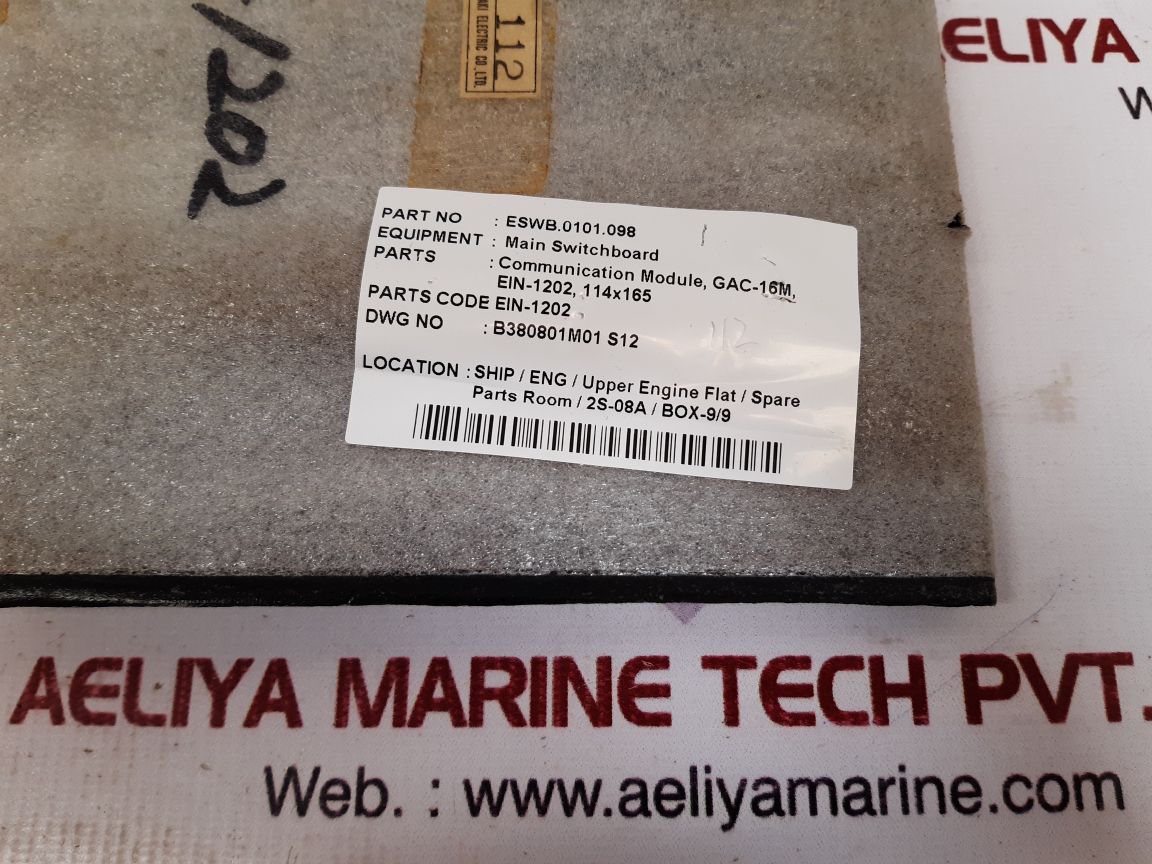 ELIYA
W
1202
112
AKI ELECTRIC CO.,LTD.
PART NO : ESWB.0101.098
EQUIPMENT : Main Switchboard
PARTS : Communication Module, GAC-16M,
EIN-1202, 114x165
PARTS CODE EIN-1202
DWG NO : B380801M01 S12
LOCATION : SHIP / ENG / Upper Engine Flat / Spare
Parts Room / 2S-08A / BOX-9/9
AELIYA MARINE TECH PVT.
Web. : www.aeliyamarine.com